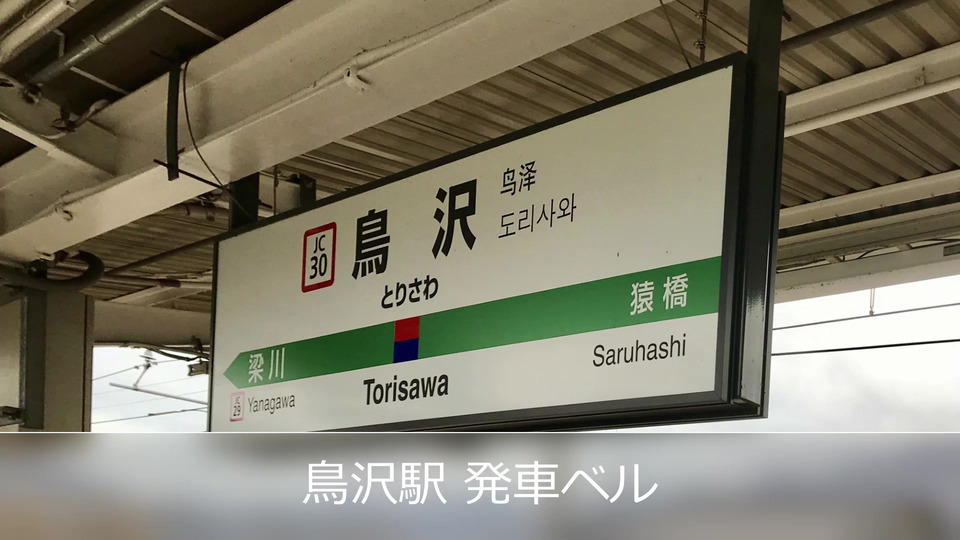 JC
30
鳥沢
鸟泽
도리사와
とりさわ
梁川
猿橋
JC
29
Yanagawa
Torisawa
Saruhashi
鳥沢駅 発車ベル